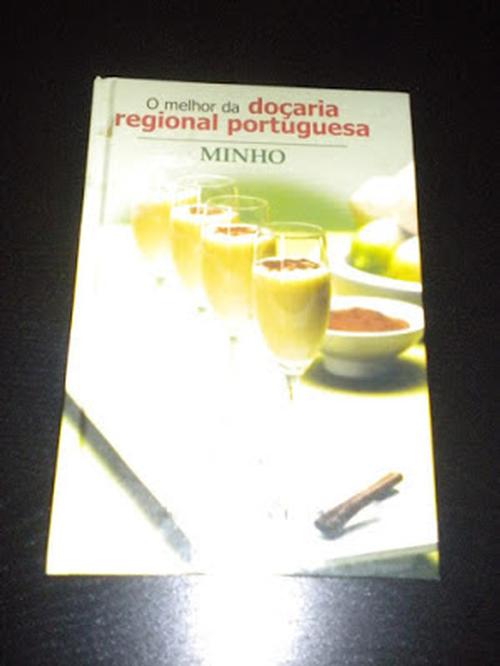 O melhor da doçaria
regional portuguesa
MINHO